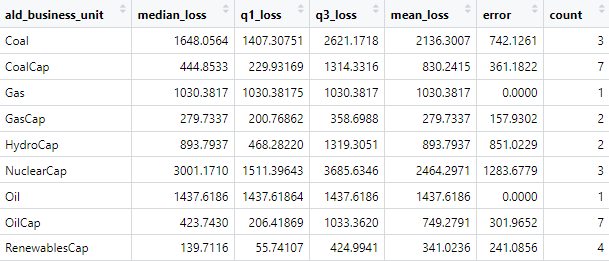 ald_business_unit median_loss q1_loss q3_loss mean_loss error count
Coal 1648.0564 1407.30751 2621.1718 2136.3007 742.1261 3
CoalCap 444.8533 229.93169 1314.3316 830.2415 361.1822 7
Gas 1030.3817 1030.38175 1030.3817 1030.3817 0.0000 1
GasCap 279.7337 200.76862 358.6988 279.7337 157.9302 2
HydroCap 893.7937 468.28220 1319.3051 893.7937 851.0229 2
NuclearCap 3001.1710 1511.39643 3685.6346 2464.2971 1283.6779 3
Oil 1437.6186 1437.61864 1437.6186 1437.6186 0.0000 1
OilCap 423.7430 206.41869 1033.3620 749.2791 301.9652 7
RenewablesCap 139.7116 55.74107 424.9941 341.0236 241.0856 4